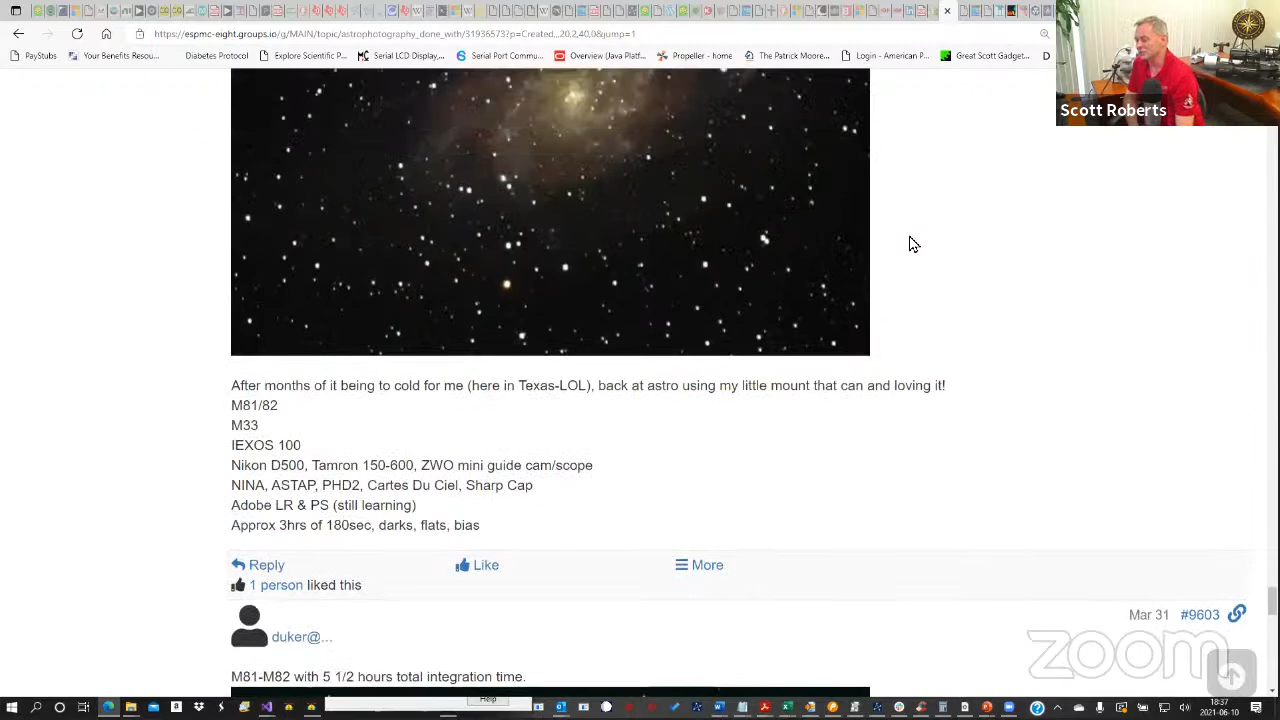 https://espmc-eight.groups.io/g/MAIN/topic/astrophotography_done_with/31936573?p=Created,,,20,2,40,0&jump=1
PayStubs
Your Benefits Resou...
Diabetes Protocol
Explore Scientific P...
Serial LCD Display,...
Serial Port Commu...
Overview (Java Platf...
Propeller - home
The Patrick Moore...
Login - American P...
Great Scott Gadget...
D
Scott Roberts
After months of it being to cold for me (here in Texas-LOL), back at astro using my little mount that can and loving it!
M81/82
M33
IEXOS 100
Nikon D500, Tamron 150-600, ZWO mini guide cam/scope
NINA, ASTAP, PHD2, Cartes Du Ciel, Sharp Cap
Adobe LR & PS (still learning)
Approx 3hrs of 180sec, darks, flats, bias
Reply
Like
More
1 person liked this
Mar 31 #9603
duker@...
M81-M82 with 5 1/2 hours total integration time.
zoom
Help
18:37
2021-06-10